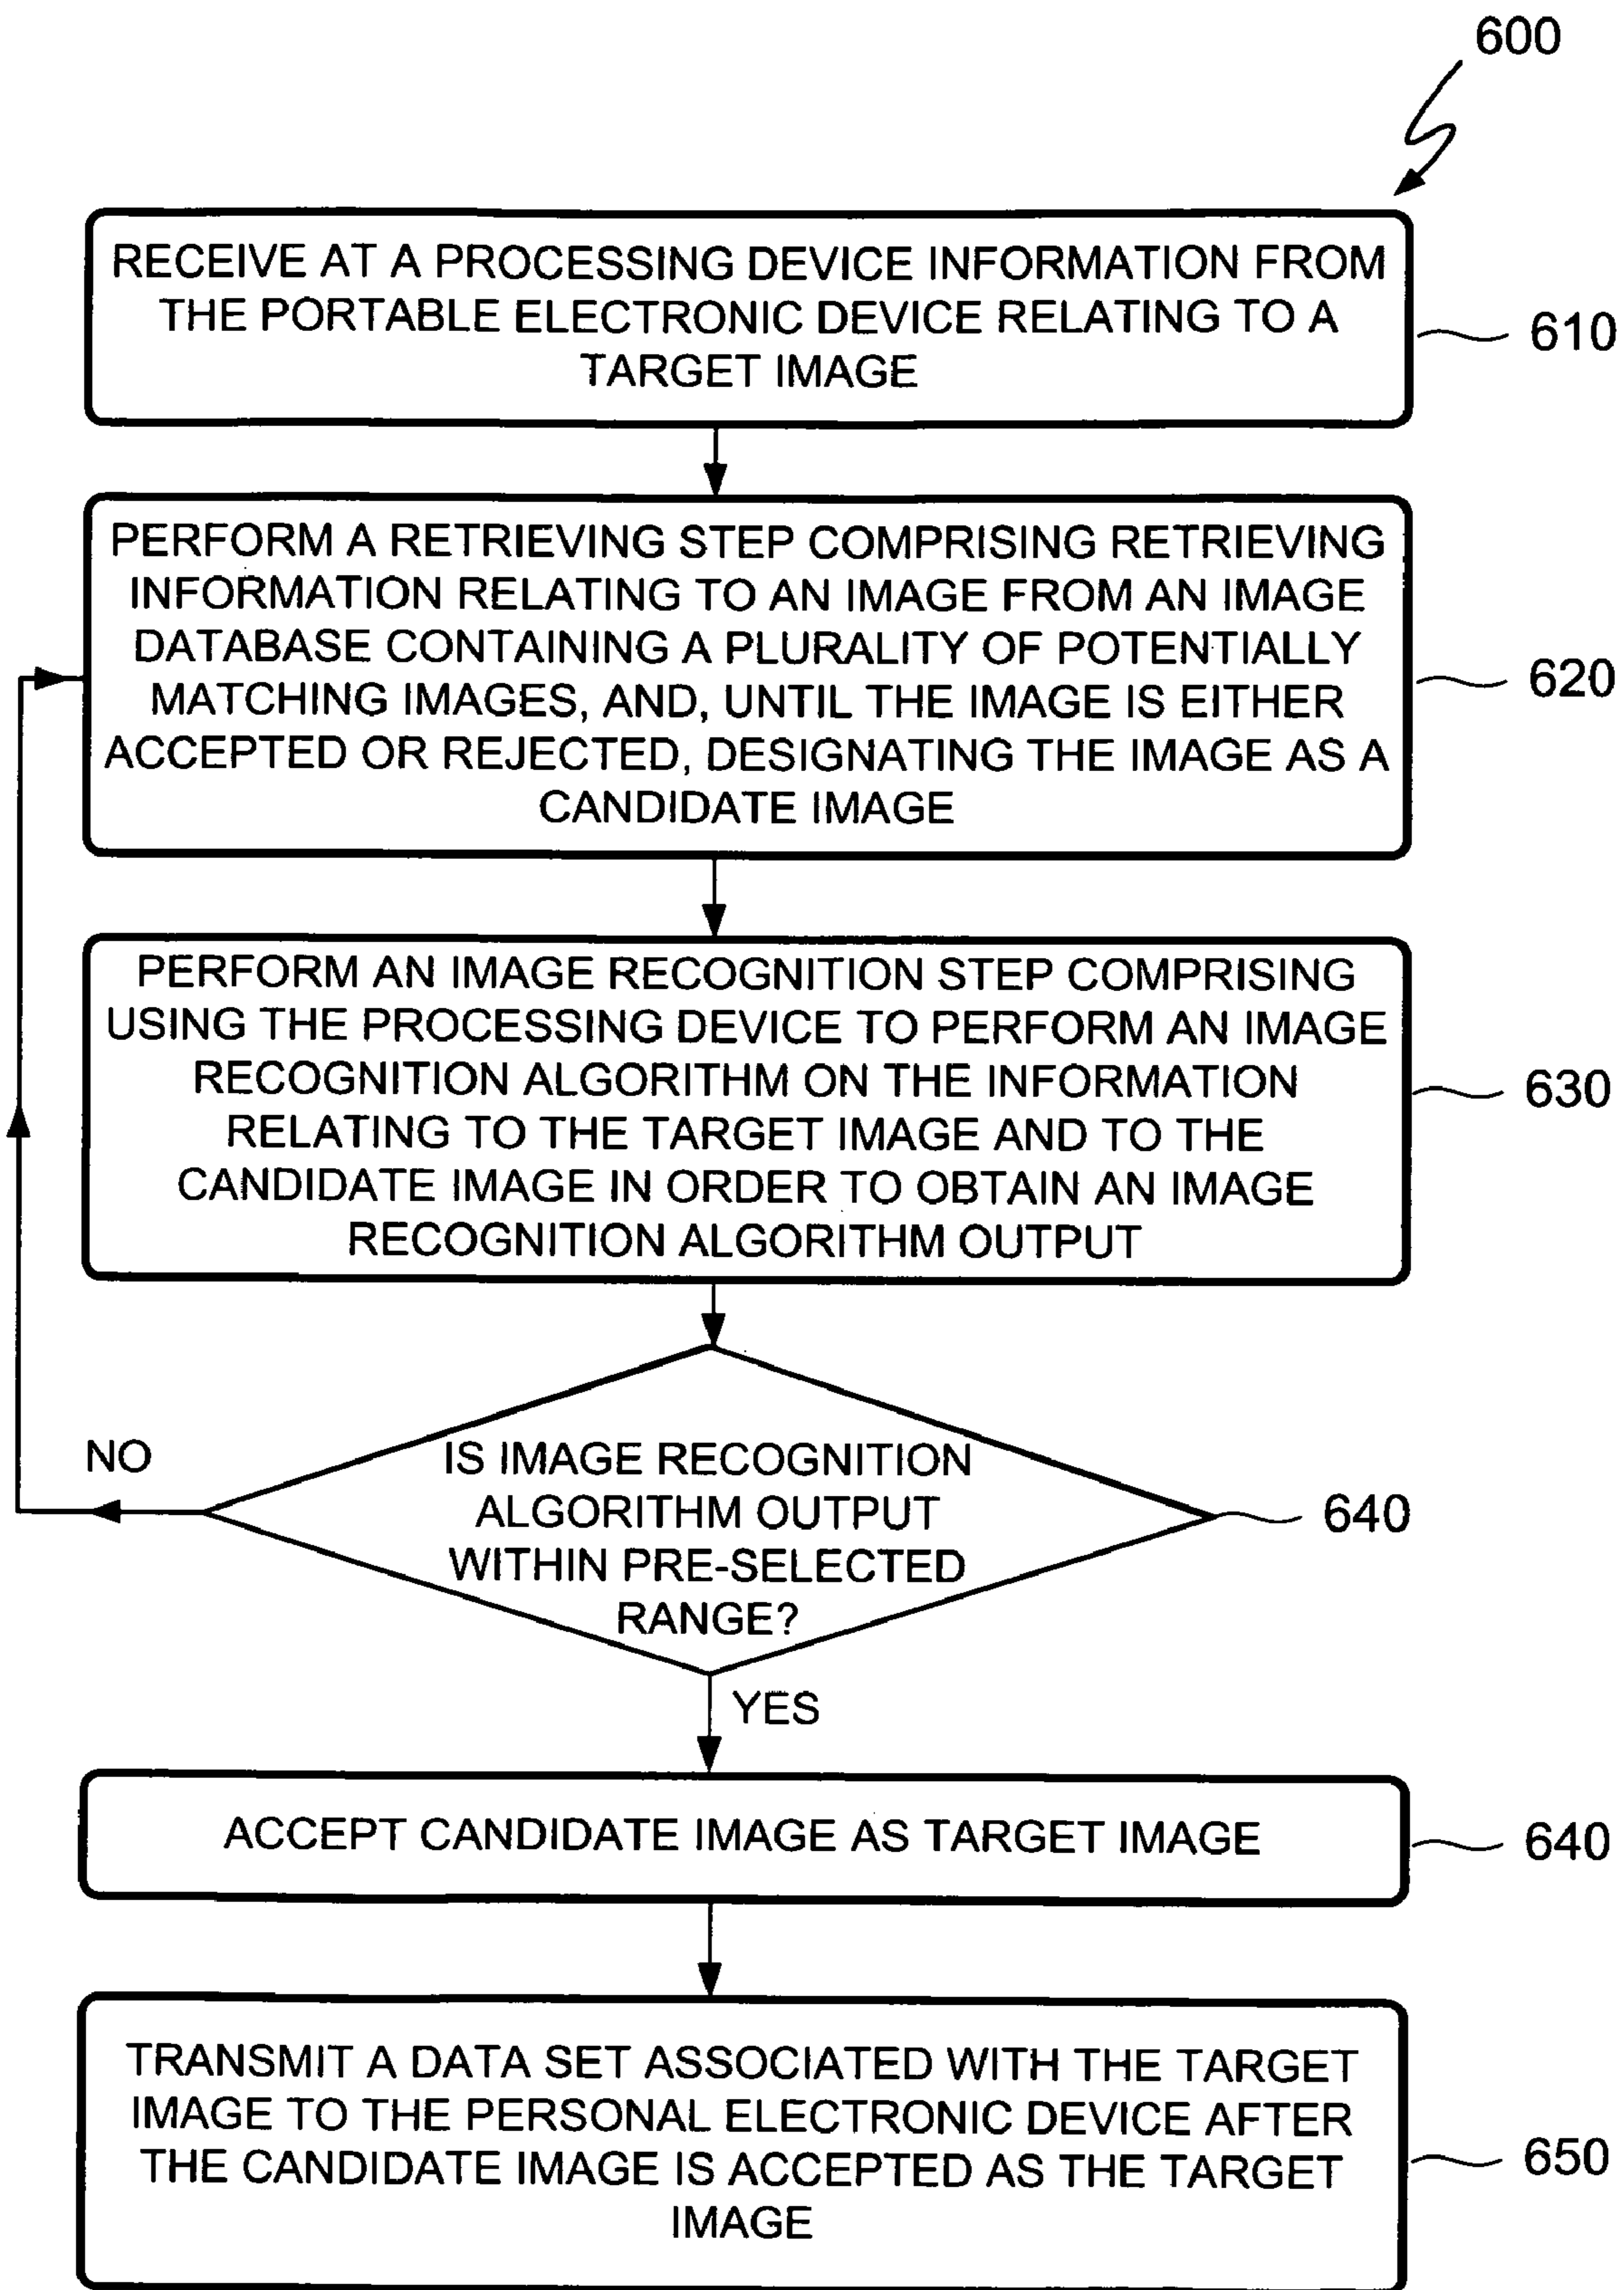 600
RECEIVE AT A PROCESSING DEVICE INFORMATION FROM
THE PORTABLE ELECTRONIC DEVICE RELATING TO A
TARGET IMAGE
610
PERFORM A RETRIEVING STEP COMPRISING RETRIEVING
INFORMATION RELATING TO AN IMAGE FROM AN IMAGE
DATABASE CONTAINING A PLURALITY OF POTENTIALLY
MATCHING IMAGES, AND, UNTIL THE IMAGE IS EITHER
ACCEPTED OR REJECTED, DESIGNATING THE IMAGE AS A
CANDIDATE IMAGE
620
PERFORM AN IMAGE RECOGNITION STEP COMPRISING
USING THE PROCESSING DEVICE TO PERFORM AN IMAGE
RECOGNITION ALGORITHM ON THE INFORMATION
RELATING TO THE TARGET IMAGE AND TO THE
CANDIDATE IMAGE IN ORDER TO OBTAIN AN IMAGE
RECOGNITION ALGORITHM OUTPUT
630
NO
IS IMAGE RECOGNITION
ALGORITHM OUTPUT
WITHIN PRE-SELECTED
RANGE?
640
YES
ACCEPT CANDIDATE IMAGE AS TARGET IMAGE
640
TRANSMIT A DATA SET ASSOCIATED WITH THE TARGET
IMAGE TO THE PERSONAL ELECTRONIC DEVICE AFTER
THE CANDIDATE IMAGE IS ACCEPTED AS THE TARGET
IMAGE
650